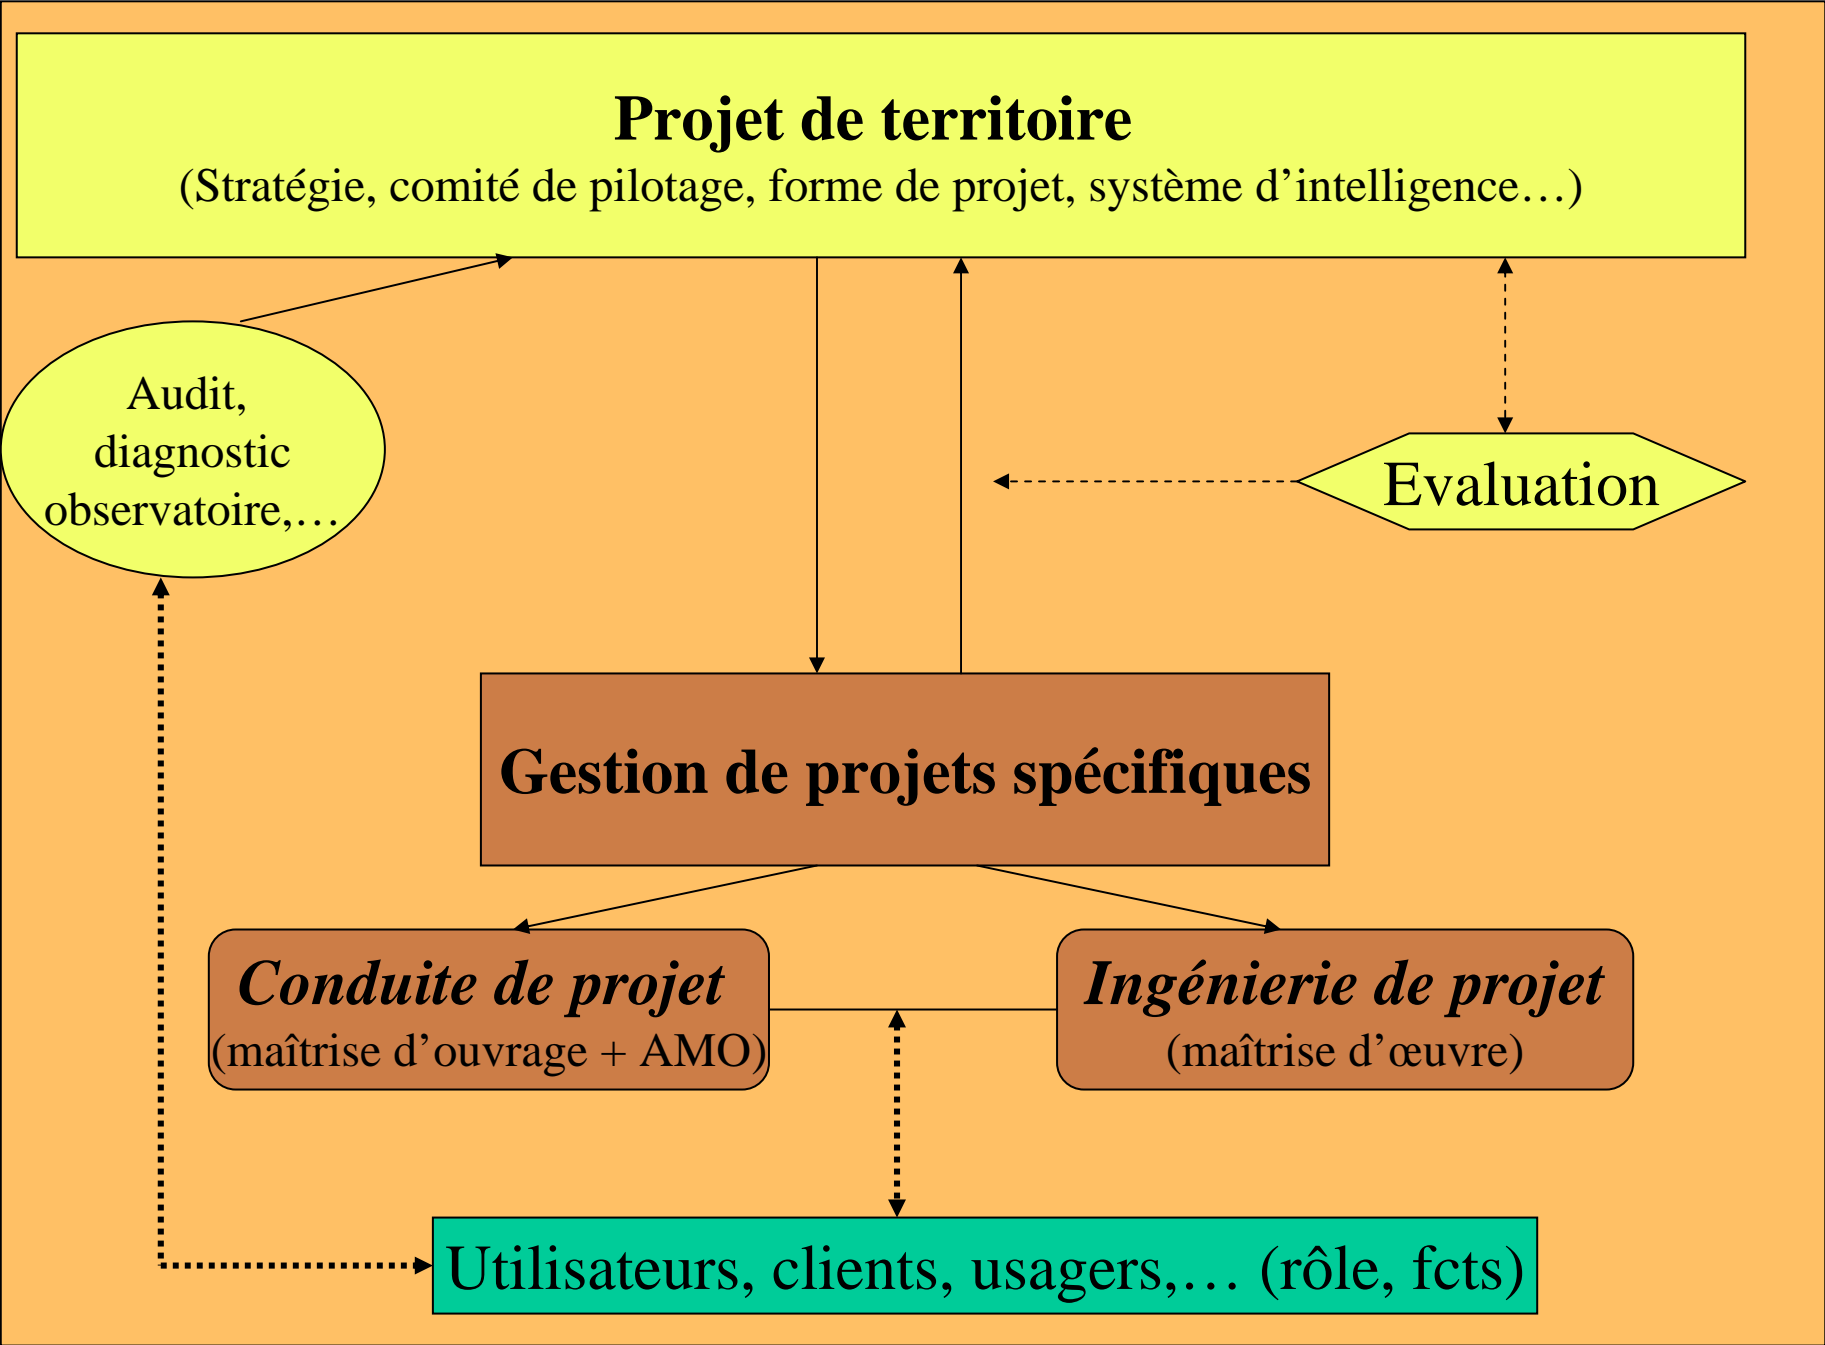 Projet de territoire
(Stratégie, comité de pilotage, forme de projet, système d’intelligence…)
Audit,
diagnostic
observatoire,…
Evaluation
Gestion de projets spécifiques
Conduite de projet
(maîtrise d’ouvrage + AMO)
Ingénierie de projet
(maîtrise d’œuvre)
Utilisateurs, clients, usagers,… (rôle, fcts)